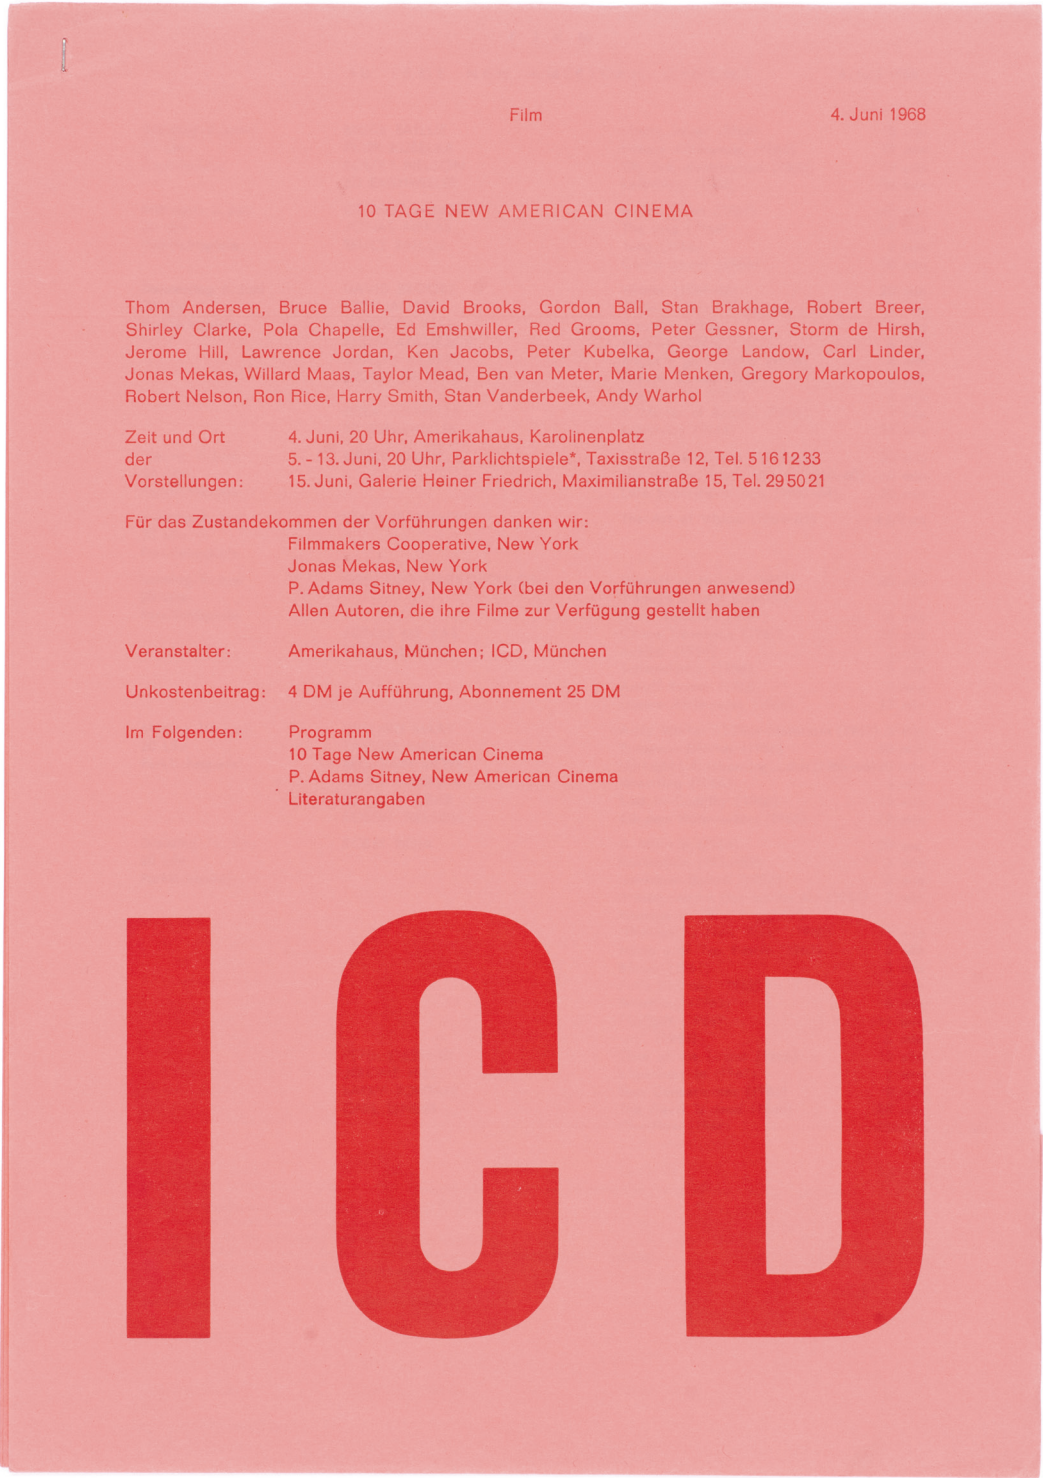 Film 4. Juni 1968
10 TAGE NEW AMERICAN CINEMA
Thom Andersen, Bruce Ballie, David Brooks, Gordon Ball, Stan Brakhage, Robert Breer,
Shirley Clarke, Pola Chapelle, Ed Emshwiller, Red Grooms, Peter Gessner, Storm de Hirsh,
Jerome Hill, Lawrence Jordan, Ken Jacobs, Peter Kubelka, George Landow, Carl Linder,
Jonas Mekas, Willard Maas, Taylor Mead, Ben van Meter, Marie Menken, Gregory Markopoulos,
Robert Nelson, Ron Rice, Harry Smith, Stan Vanderbeek, Andy Warhol
Zeit und Ort 4. Juni, 20 Uhr, Amerikahaus, Karolinenplatz
der 5. - 13. Juni, 20 Uhr, Parklichtspiele*, Taxisstraße 12, Tel. 5161233
Vorstellungen: 15. Juni, Galerie Heiner Friedrich, Maximilianstraße 15, Tel. 295021
Für das Zustandekommen der Vorführungen danken wir:
Filmmakers Cooperative, New York
Jonas Mekas, New York
P. Adams Sitney, New York (bei den Vorführungen anwesend)
Allen Autoren, die ihre Filme zur Verfügung gestellt haben
Veranstalter: Amerikahaus, München; ICD, München
Unkostenbeitrag: 4 DM je Aufführung, Abonnement 25 DM
Im Folgenden: Programm
10 Tage New American Cinema
P. Adams Sitney, New American Cinema
Literaturangaben
ICD